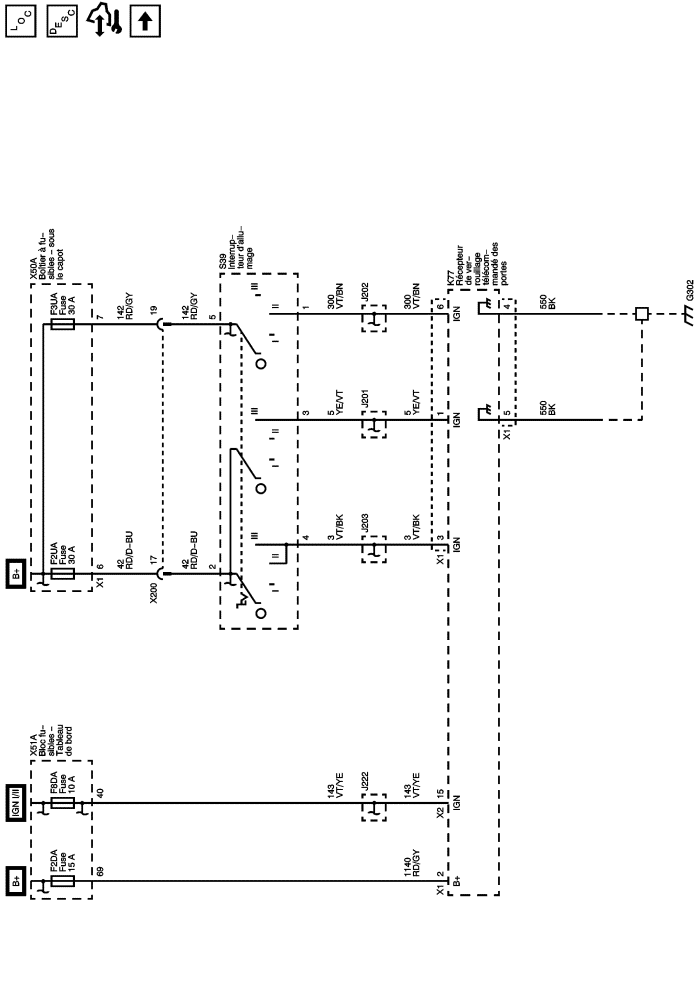 LOC
DESC
B+
IGN I/II
B+
X51A
Bloc fu-
sibles –
Tableau
de bord
F2DA
Fuse
15 A
F8DA
Fuse
10 A
69
40
X50A
Boîtier à fu-
sibles – sous
le capot
F2UA
Fuse
30 A
F3UA
Fuse
30 A
X1
6
7
42
RD/D-BU
142
RD/GY
X200
17
19
42
RD/D-BU
142
RD/GY
2
5
S39
Interrup-
teur d'allu-
mage
I
II
III
I
II
III
I
II
III
4
3
1
143
VT/YE
3
VT/BK
5
YE/VT
300
VT/BN
J222
J203
J201
J202
1140
RD/GY
143
VT/YE
3
VT/BK
5
YE/VT
300
VT/BN
X1
2
X2
15
X1
3
1
6
K77
Récepteur
de ver-
rouillage
télécom-
mandé des
portes
B+
IGN
IGN
IGN
IGN
X1
5
4
550
BK
550
BK
G302